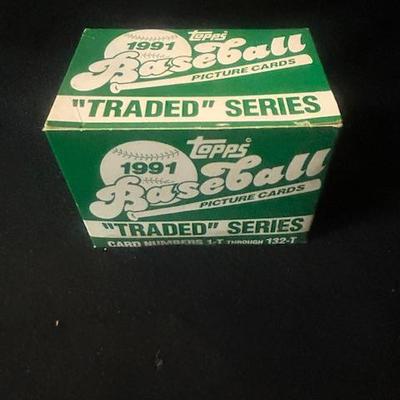 Topps
1991
Baseball
PICTURE CARDS
"TRADED" SERIES
Topps
1991
Baseball
PICTURE CARDS
"TRADED" SERIES
CARD NUMBERS 1-T THROUGH 132-T